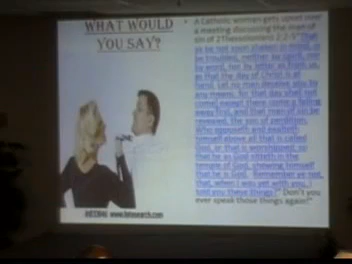 WHAT WOULD
YOU SAY?
A Catholic woman gets upset over
a meeting discussing the man of
sin of 2Thessalonians 2:2-5 "That
ye be not soon shaken in mind, or
be troubled, neither by spirit, nor
by word, nor by letter as from us,
as that the day of Christ is at
hand. Let no man deceive you by
any means: for that day shall not
come, except there come a falling
away first, and that man of sin be
revealed, the son of perdition;
Who opposeth and exalteth
himself above all that is called
God, or that is worshipped; so
that he as God sitteth in the
temple of God, shewing himself
that he is God. Remember ye not,
that, when I was yet with you, I
told you these things?" Don't you
ever speak those things again!"
www.fotosearch.com